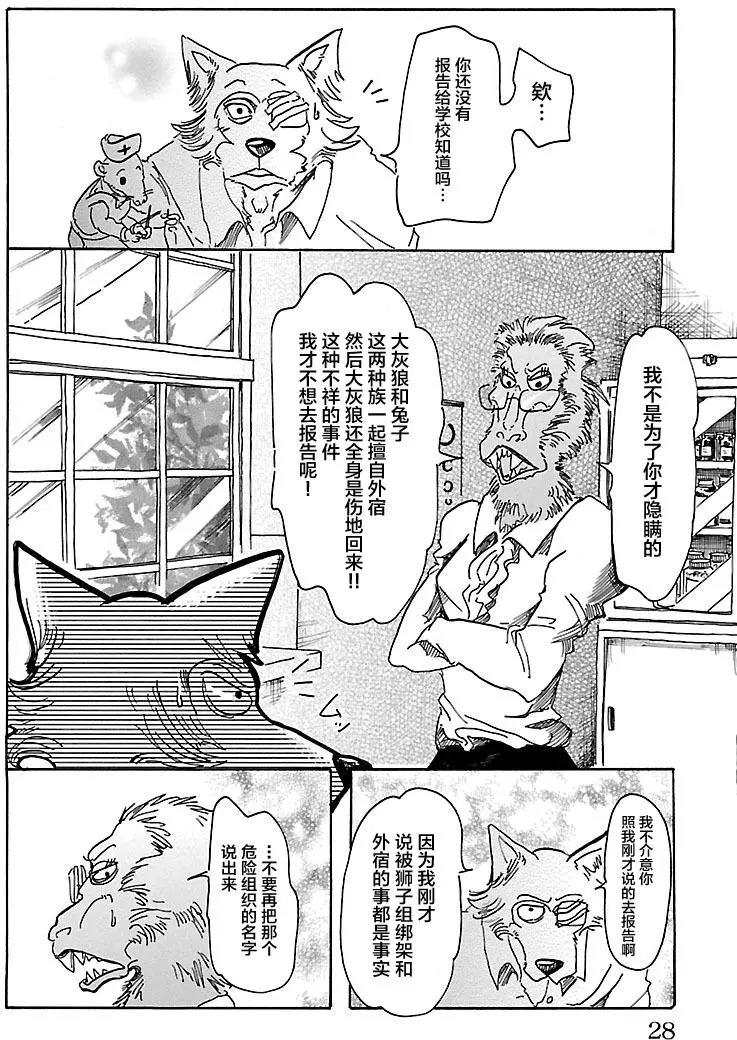 欸…
你还没有
报告给学校知道吗…
我不是为了你才隐瞒的
大灰狼和兔子
这两种族一起擅自外宿
然后大灰狼还全身是伤地回来!!
这种不祥的事件
我才不想去报告呢！
我不介意你
照我刚才说的去报告啊
因为我刚才
说被狮子组绑架和
外宿的事都是事实
…不要再把那个
危险组织的名字
说出来
28